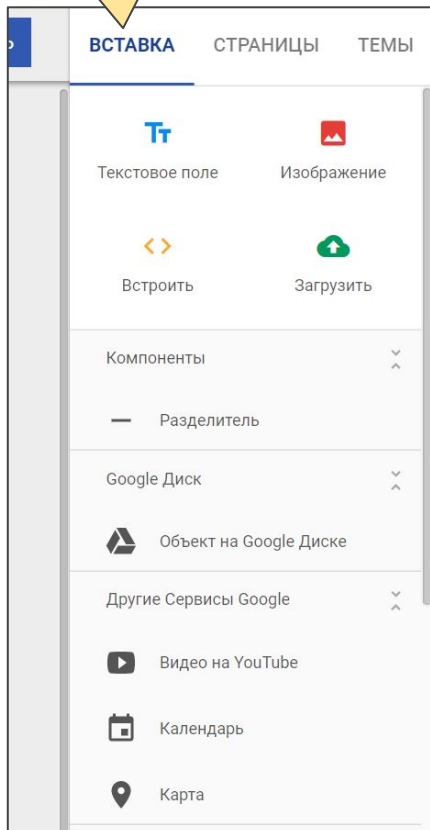 ВСТАВКА СТРАНИЦЫ ТЕМЫ
Тт
Текстовое поле Изображение
Встроить Загрузить
Компоненты
Разделитель
Google Диск
Объект на Google Диске
Другие Сервисы Google
Видео на YouTube
Календарь
Карта